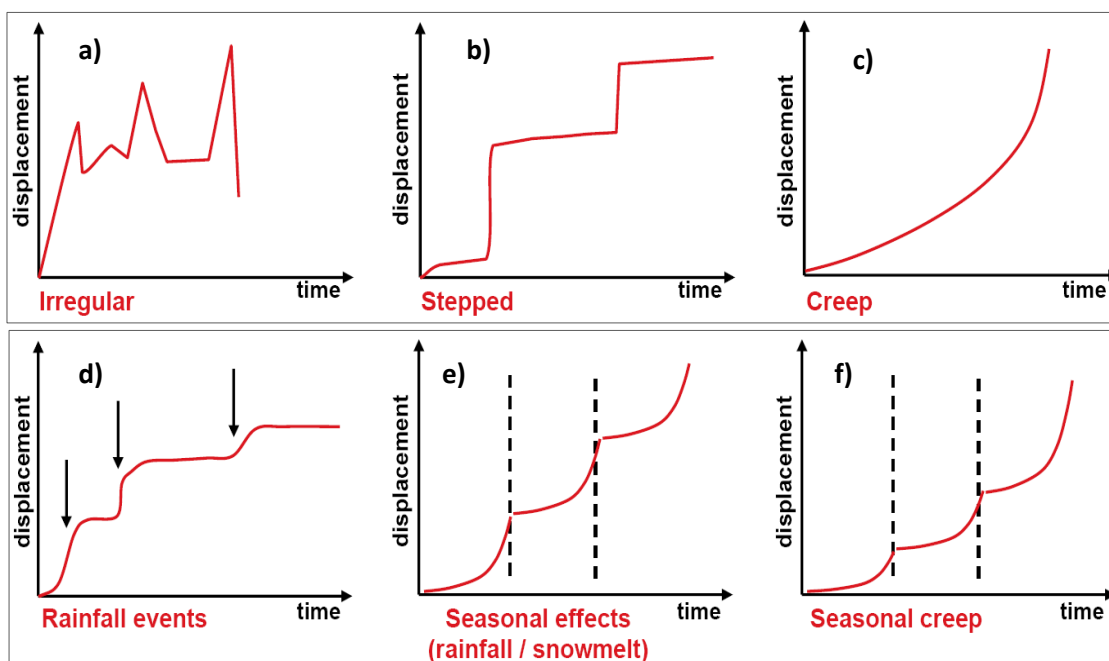 a)
displacement
time
Irregular
b)
displacement
time
Stepped
c)
displacement
time
Creep
d)
displacement
time
Rainfall events
e)
displacement
time
Seasonal effects
(rainfall / snowmelt)
f)
displacement
time
Seasonal creep